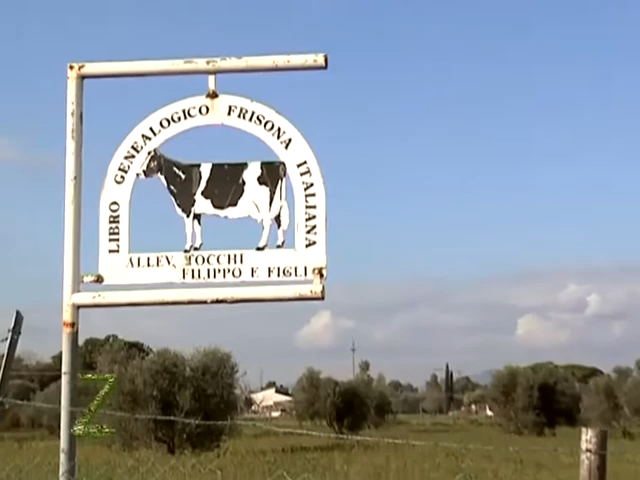 LIBRO GENEALOGICO FRISONA ITALIANA
ALLEV. TOCCHI
FILIPPO E FIGLI
Z